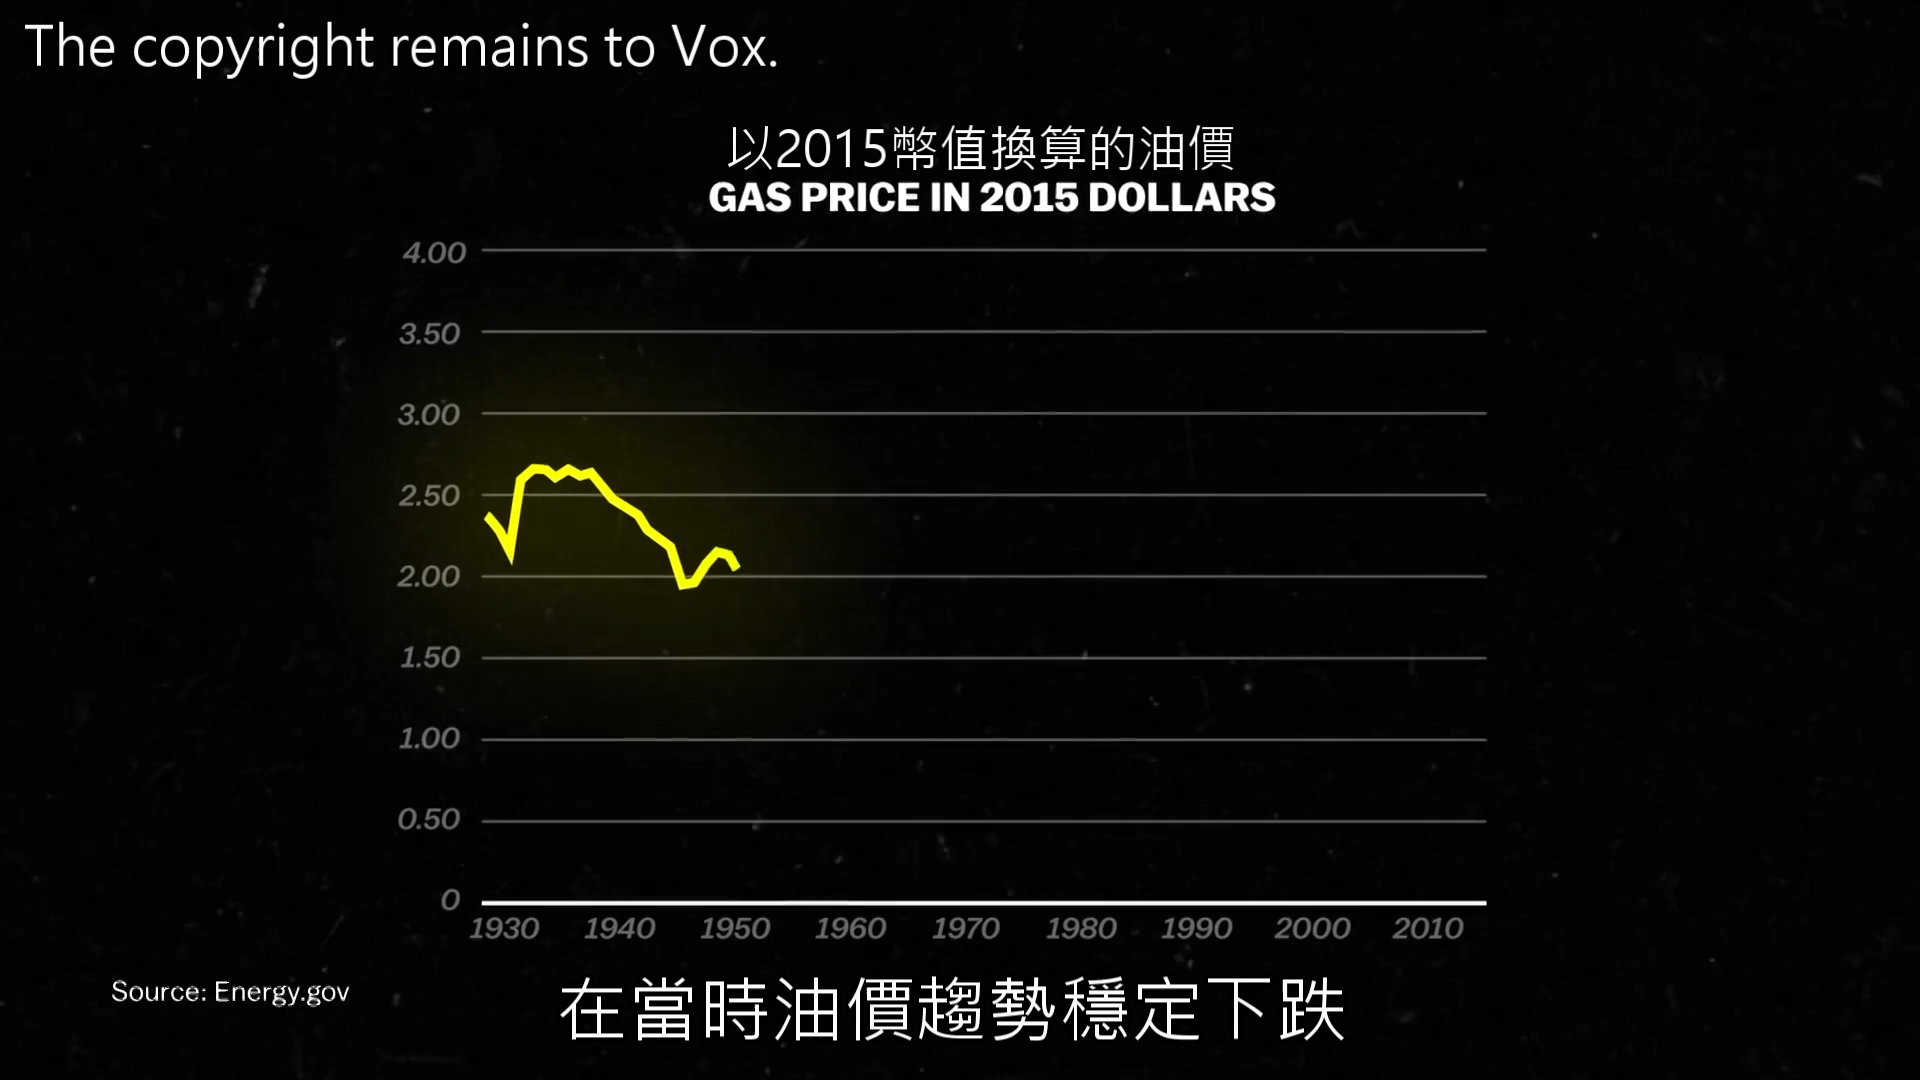 The copyright remains to Vox.
以2015幣值換算的油價
GAS PRICE IN 2015 DOLLARS
4.00
3.50
3.00
2.50
2.00
1.50
1.00
0.50
0
1930 1940 1950 1960 1970 1980 1990 2000 2010
Source: Energy.gov
在當時油價趨勢穩定下跌